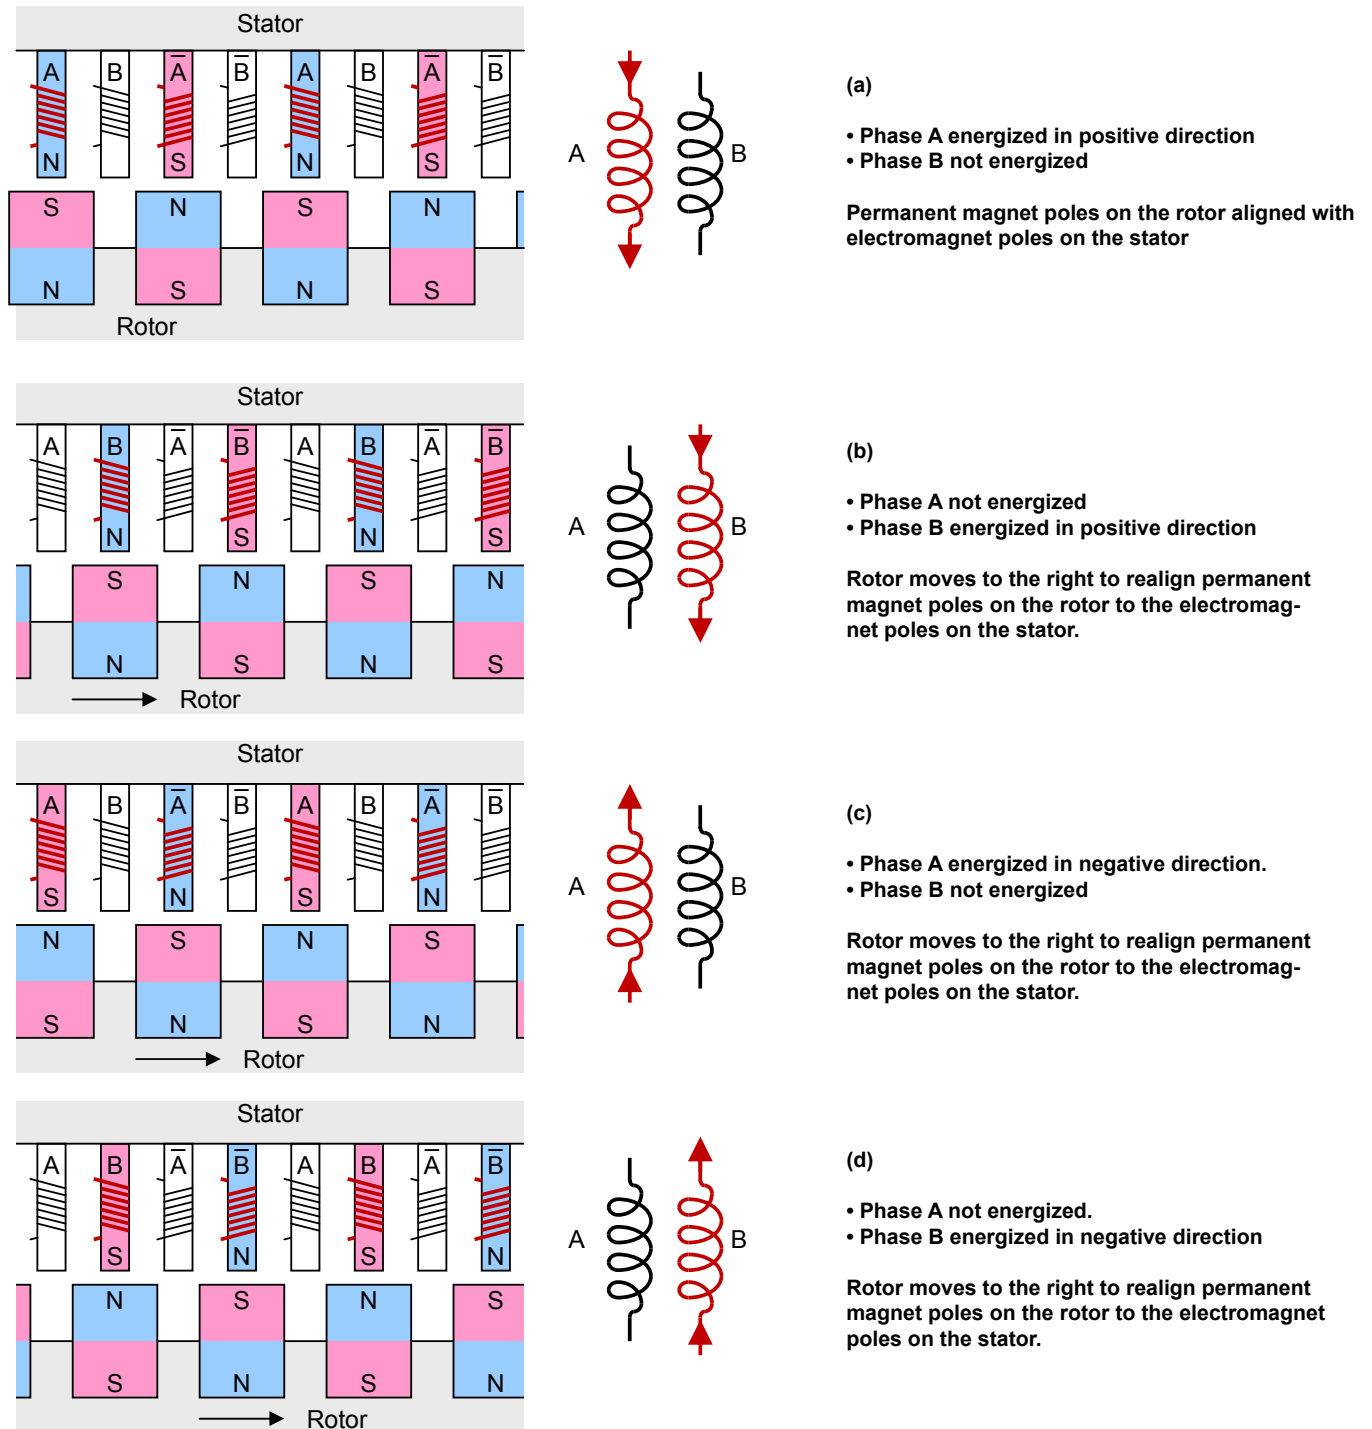 Stator
A B A̅ B̅ A B A̅ B̅
N S N S
S N S N
N S N S
Rotor
A B
(a)
• Phase A energized in positive direction
• Phase B not energized
Permanent magnet poles on the rotor aligned with
electromagnet poles on the stator
Stator
A B A̅ B̅ A B A̅ B̅
N S N S
S N S N
N S N S
Rotor
A B
(b)
• Phase A not energized
• Phase B energized in positive direction
Rotor moves to the right to realign permanent
magnet poles on the rotor to the electromag-
net poles on the stator.
Stator
A B A̅ B̅ A B A̅ B̅
S N S N
N S N S
S N S N
Rotor
A B
(c)
• Phase A energized in negative direction.
• Phase B not energized
Rotor moves to the right to realign permanent
magnet poles on the rotor to the electromag-
net poles on the stator.
Stator
A B A̅ B̅ A B A̅ B̅
S N S N
N S N S
S N S N
Rotor
A B
(d)
• Phase A not energized.
• Phase B energized in negative direction
Rotor moves to the right to realign permanent
magnet poles on the rotor to the electromagnet
poles on the stator.